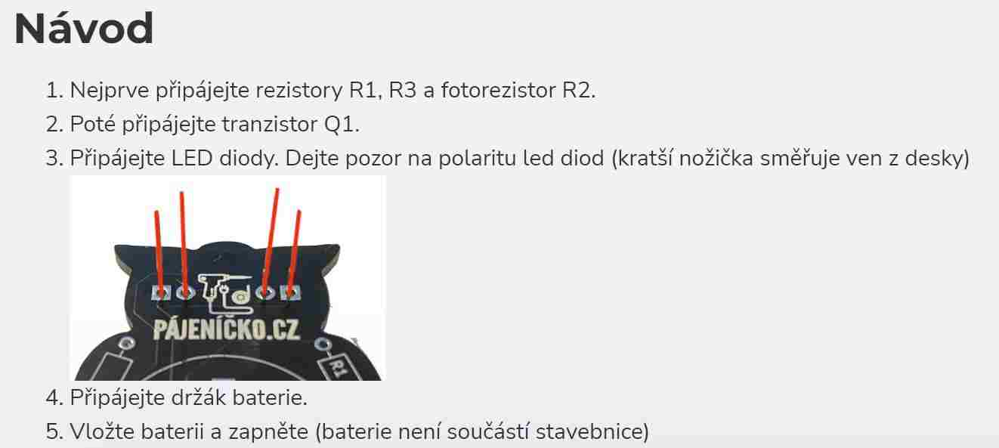 Návod
1. Nejprve připájejte rezistory R1, R3 a fotorezistor R2.
2. Poté připájejte tranzistor Q1.
3. Připájejte LED diody. Dejte pozor na polaritu led diod (kratší nožička směřuje ven z desky)
PÁJENÍČKO.CZ
R1
4. Připájejte držák baterie.
5. Vložte baterii a zapněte (baterie není součástí stavebnice)